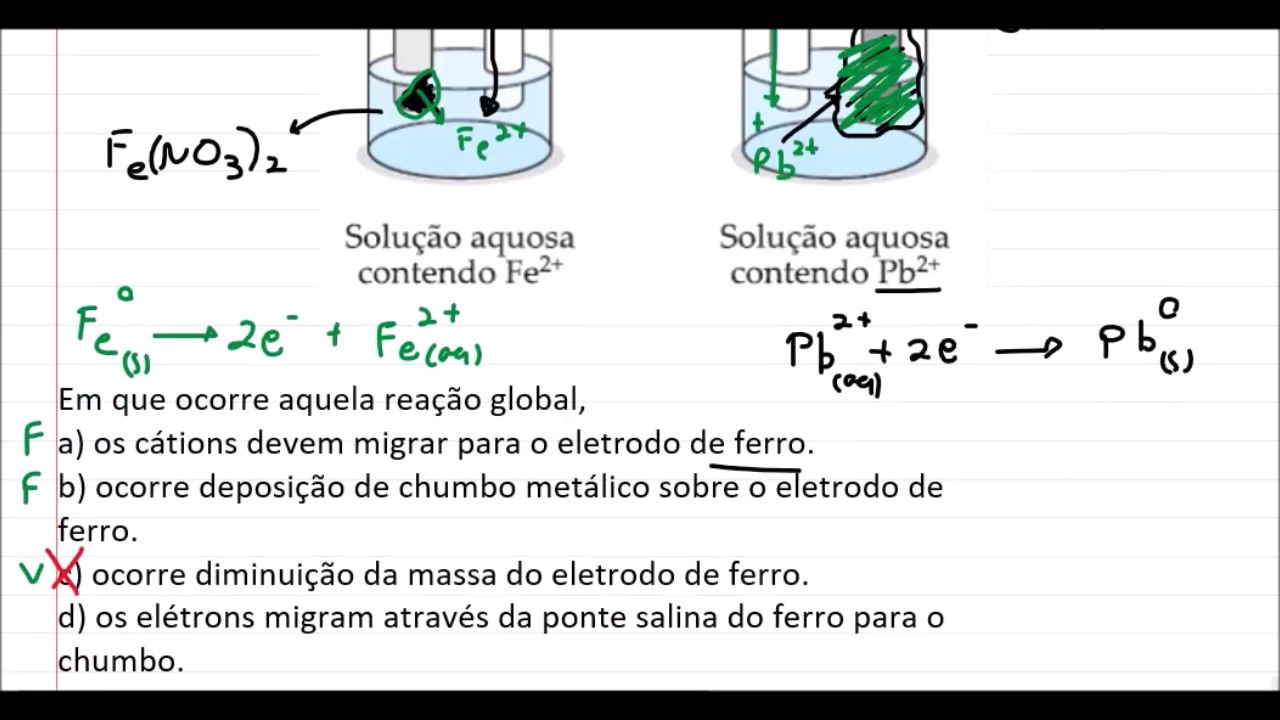 Fe(NO3)2
Fe2+
+
Pb2+
Solução aquosa
contendo Fe2+
Solução aquosa
contendo Pb2+
Fe0(s) → 2e- + Fe2+(aq)
Pb2+(aq) + 2e- → Pb0(s)
Em que ocorre aquela reação global,
F a) os cátions devem migrar para o eletrodo de ferro.
F b) ocorre deposição de chumbo metálico sobre o eletrodo de
ferro.
V c) ocorre diminuição da massa do eletrodo de ferro.
d) os elétrons migram através da ponte salina do ferro para o
chumbo.